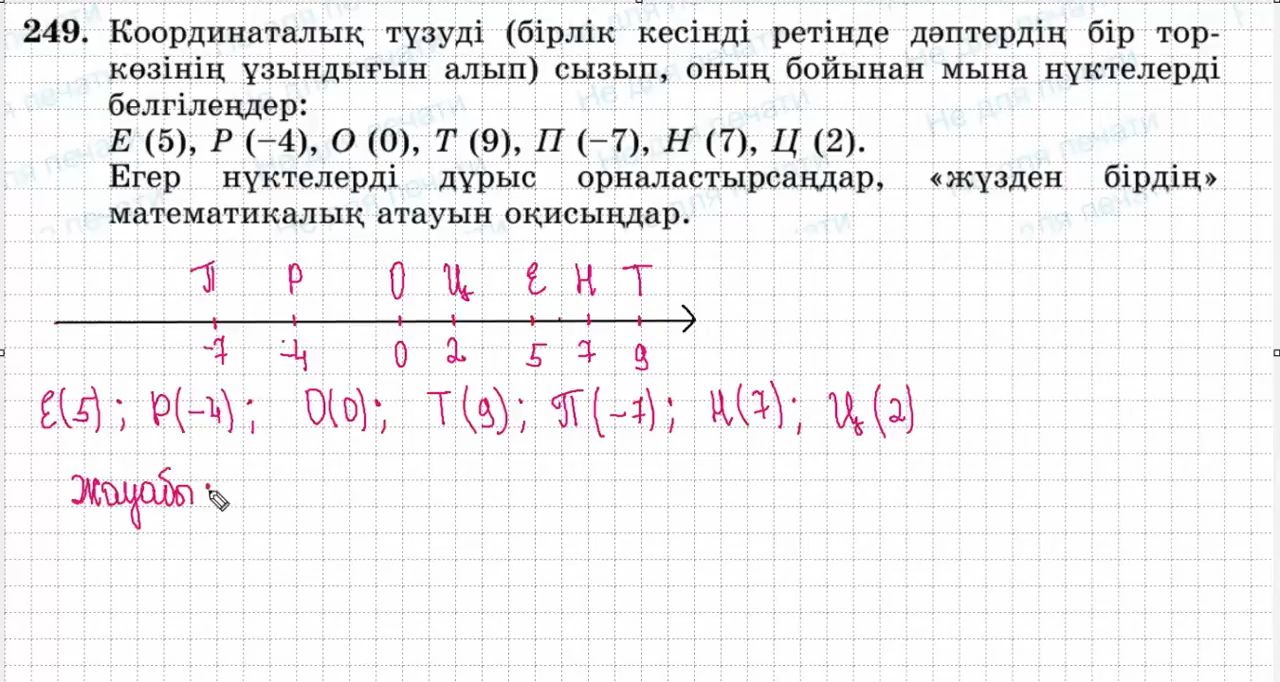 249. Координаталық түзуді (бірлік кесінді ретінде дәптердің бір тор-
көзінің ұзындығын алып) сызып, оның бойынан мына нүктелерді
белгілеңдер:
E (5), P (−4), O (0), T (9), П (−7), H (7), Ц (2).
Егер нүктелерді дұрыс орналастырсаңдар, «жүзден бірдің»
математикалық атауын оқисыңдар.
П Р О Ц Е Н Т
-7 -4 0 2 5 7 9
Е(5); Р(-4); О(0); Т(9); П(-7); Н(7); Ц(2)
Жауабы: